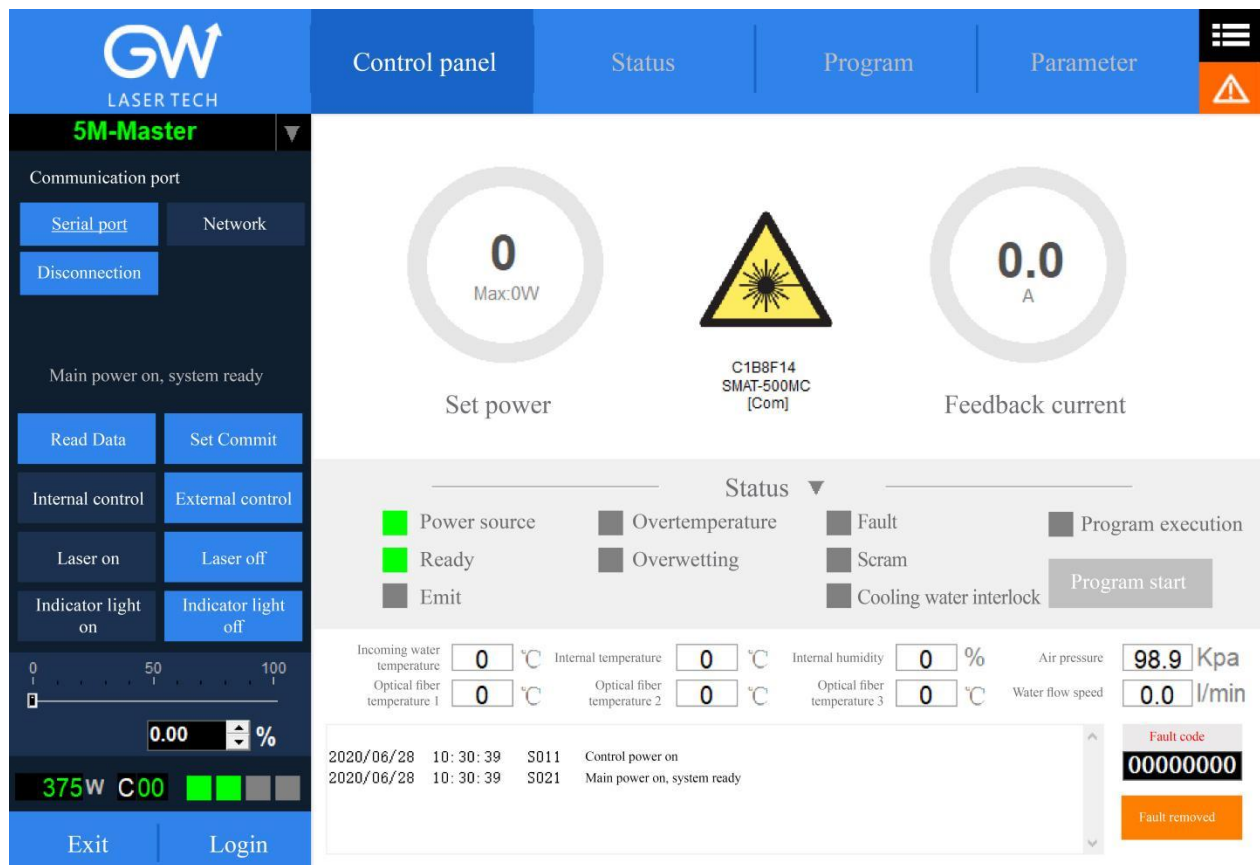 GW
LASER TECH
Control panel
Status
Program
Parameter
5M-Master
Communication port
Serial port
Network
Disconnection
Main power on, system ready
Read Data
Set Commit
Internal control
External control
Laser on
Laser off
Indicator light
on
Indicator light
off
0 50 100
0.00 %
375W C00
Exit
Login
0
Max:0W
Set power
C1B8F14
SMAT-500MC
[Com]
0.0
A
Feedback current
Status
Power source
Overtemperature
Fault
Program execution
Ready
Overwetting
Scram
Program start
Emit
Cooling water interlock
Incoming water
temperature
0 ℃
Internal temperature 0 ℃
Internal humidity 0 %
Air pressure 98.9 Kpa
Optical fiber
temperature 1
0 ℃
Optical fiber
temperature 2
0 ℃
Optical fiber
temperature 3
0 ℃
Water flow speed 0.0 l/min
2020/06/28 10:30:39 S011 Control power on
2020/06/28 10:30:39 S021 Main power on, system ready
Fault code
00000000
Fault removed